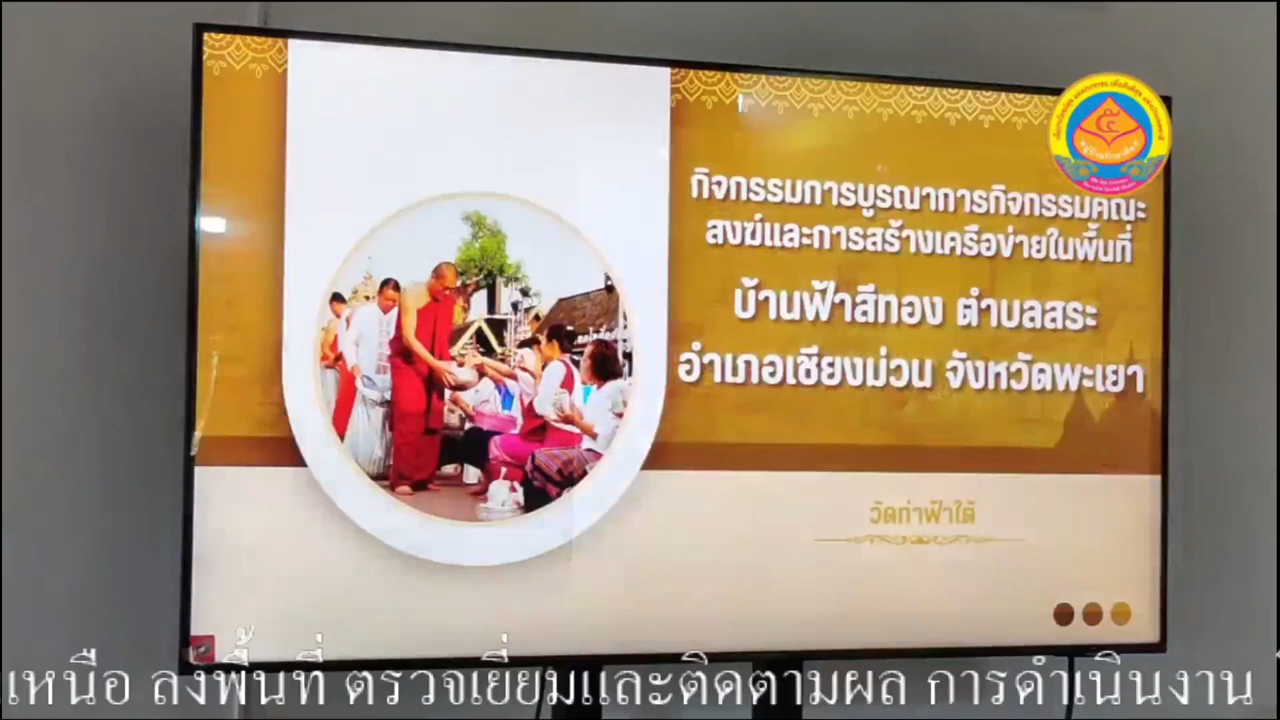 กิจกรรมการบูรณาการกิจกรรมคณะ
สงฆ์และการสร้างเครือข่ายในพื้นที่
บ้านฟ้าสีทอง ตำบลสระ
อำเภอเชียงม่วน จังหวัดพะเยา
วัดท่าฟ้าใต้
เหนือ ลงพื้นที่ ตรวจเยี่ยมและติดตามผล การดำเนินงาน